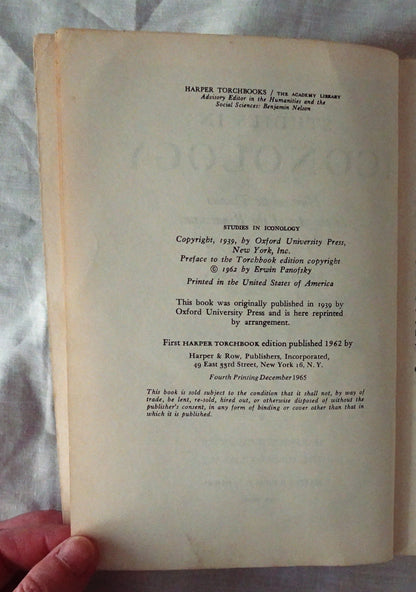 HARPER TORCHBOOKS / THE ACADEMY LIBRARY
Advisory Editor in the Humanities and the
Social Sciences: Benjamin Nelson
STUDIES IN ICONOLOGY
Copyright, 1939, by Oxford University Press,
New York, Inc.
Preface to the Torchbook edition copyright
© 1962 by Erwin Panofsky
Printed in the United States of America
This book was originally published in 1939 by
Oxford University Press and is here reprinted
by arrangement.
First HARPER TORCHBOOK edition published 1962 by
Harper & Row, Publishers, Incorporated,
49 East 33rd Street, New York 16, N. Y.
Fourth Printing December 1965
This book is sold subject to the condition that it shall not, by way of
trade, be lent, re-sold, hired out, or otherwise disposed of without the
publisher's consent, in any form of binding or cover other than that in
which it is published.